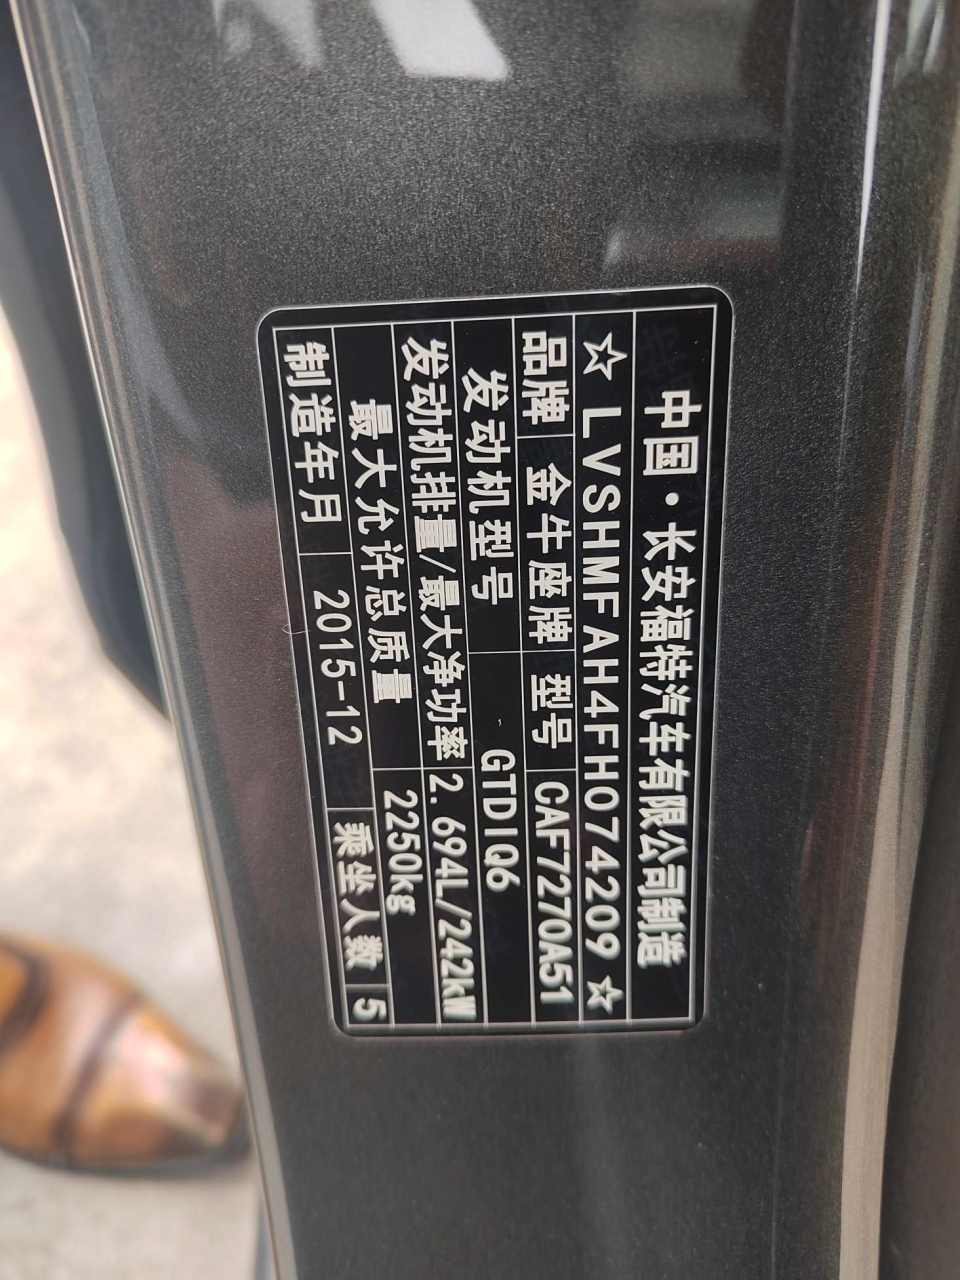 中国·长安福特汽车有限公司制造
☆LVSHMFAH4FH074209☆
品牌 金牛座牌 型号 CAF7270A51
发动机型号 GTDIQ6
发动机排量/最大净功率 2.694L/242kW
最大允许总质量 2250kg
制造年月 2015-12 乘坐人数 5